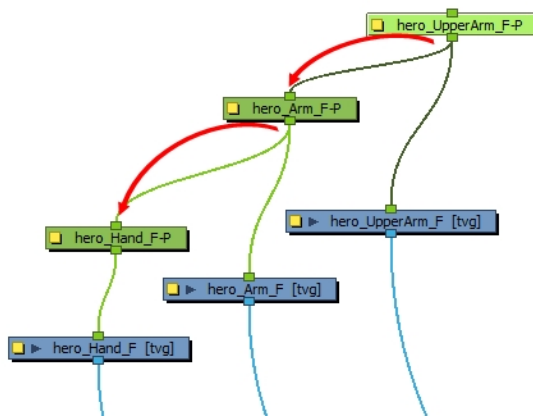 hero_UpperArm_F-P
hero_Arm_F-P
hero_UpperArm_F [tvg]
hero_Hand_F-P
hero_Arm_F [tvg]
hero_Hand_F [tvg]